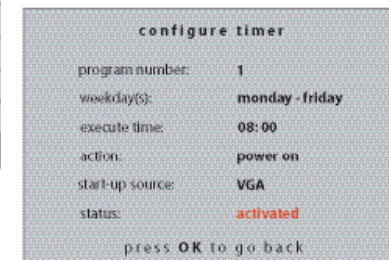 configure timer
program number: 1
weekday(s): monday - friday
execute time: 08:00
action: power on
start-up source: VGA
status: activated
press OK to go back